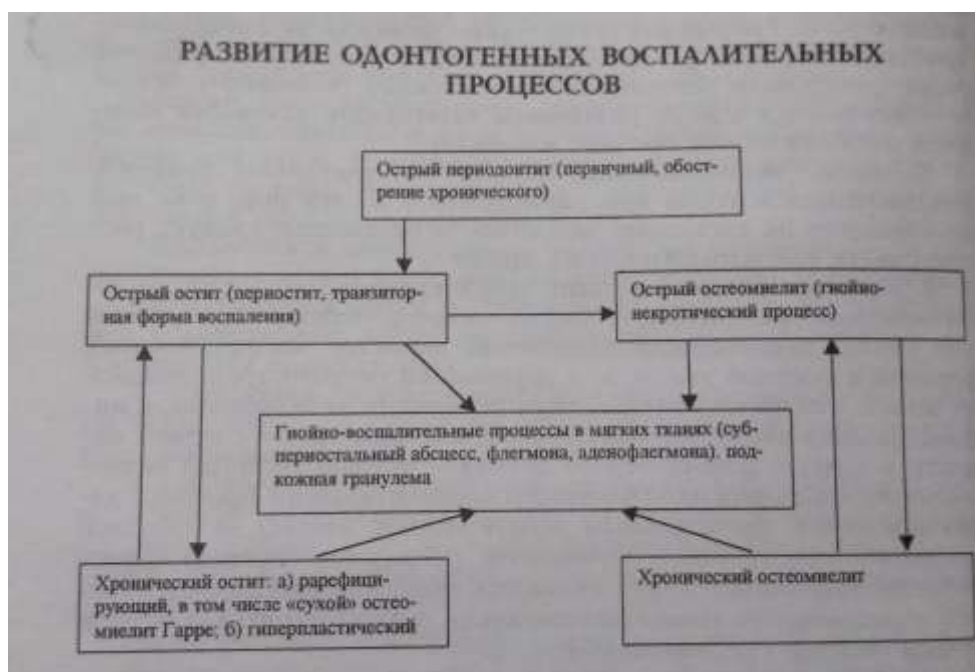 РАЗВИТИЕ ОДОНТОГЕННЫХ ВОСПАЛИТЕЛЬНЫХ
ПРОЦЕССОВ
Острый периодонтит (первичный, обост-
рение хронического)
Острый остит (периостит, транзитор-
ная форма воспаления)
Острый остеомиелит (гнойно-
некротический процесс)
Гнойно-воспалительные процессы в мягких тканях (суб-
периостальный абсцесс, флегмона, аденофлегмона), под-
кожная гранулема
Хронический остит: а) рарефици-
рующий, в том числе «сухой» остео-
миелит Гарре; б) гиперпластический
Хронический остеомиелит